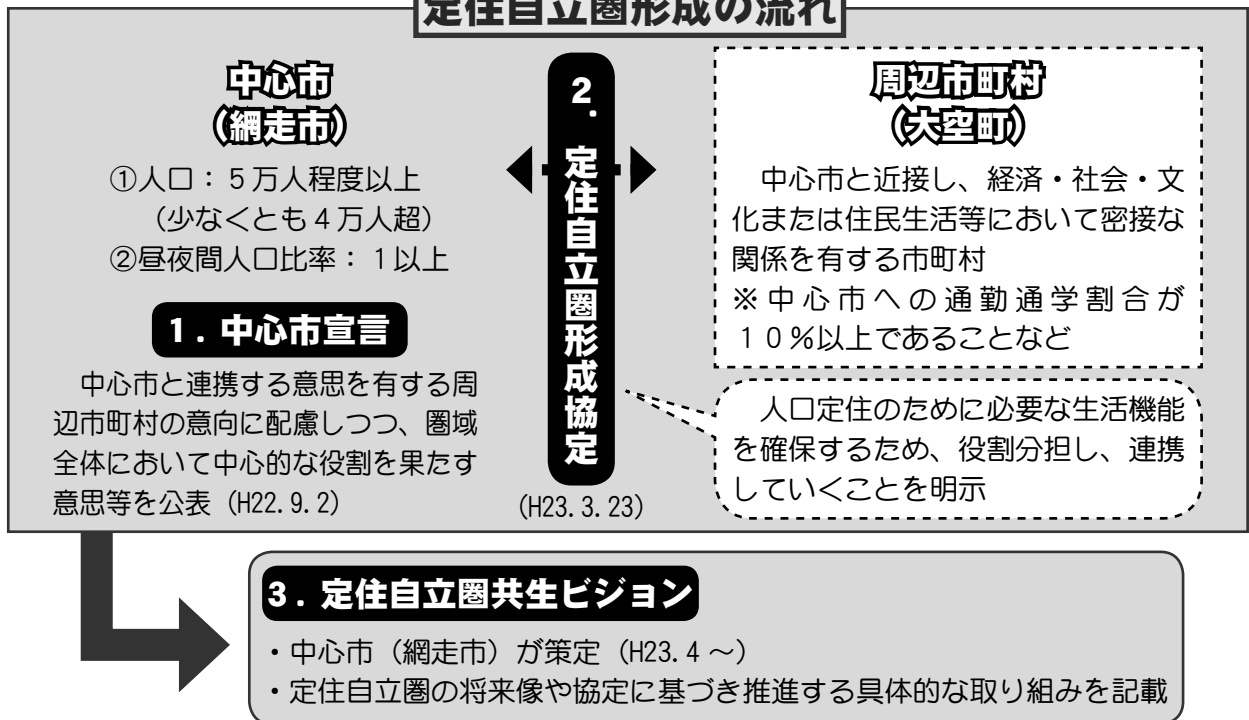 定住自立圏形成の流れ
中心市
（網走市）
①人口：５万人程度以上
（少なくとも４万人超）
②昼夜間人口比率：１以上
１．中心市宣言
中心市と連携する意思を有する周
辺市町村の意向に配慮しつつ、圏域
全体において中心的な役割を果たす
意思等を公表（H22.9.2）
２．定住自立圏形成協定
（H23.3.23）
周辺市町村
（大空町）
中心市と近接し、経済・社会・文
化または住民生活等において密接な
関係を有する市町村
※中心市への通勤通学割合が
１０％以上であることなど
人口定住のために必要な生活機能
を確保するため、役割分担し、連携
していくことを明示
３．定住自立圏共生ビジョン
・中心市（網走市）が策定（H23.4～）
・定住自立圏の将来像や協定に基づき推進する具体的な取り組みを記載